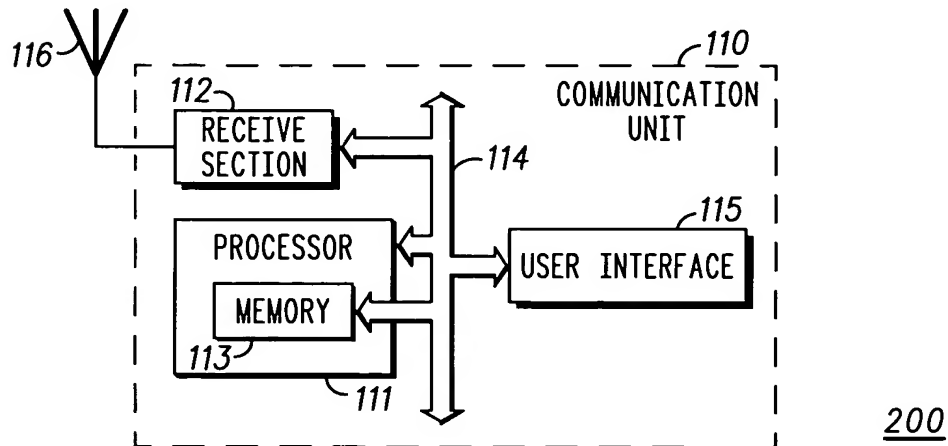 116
110
COMMUNICATION
UNIT
112
RECEIVE
SECTION
114
115
PROCESSOR
USER INTERFACE
MEMORY
113
111
200